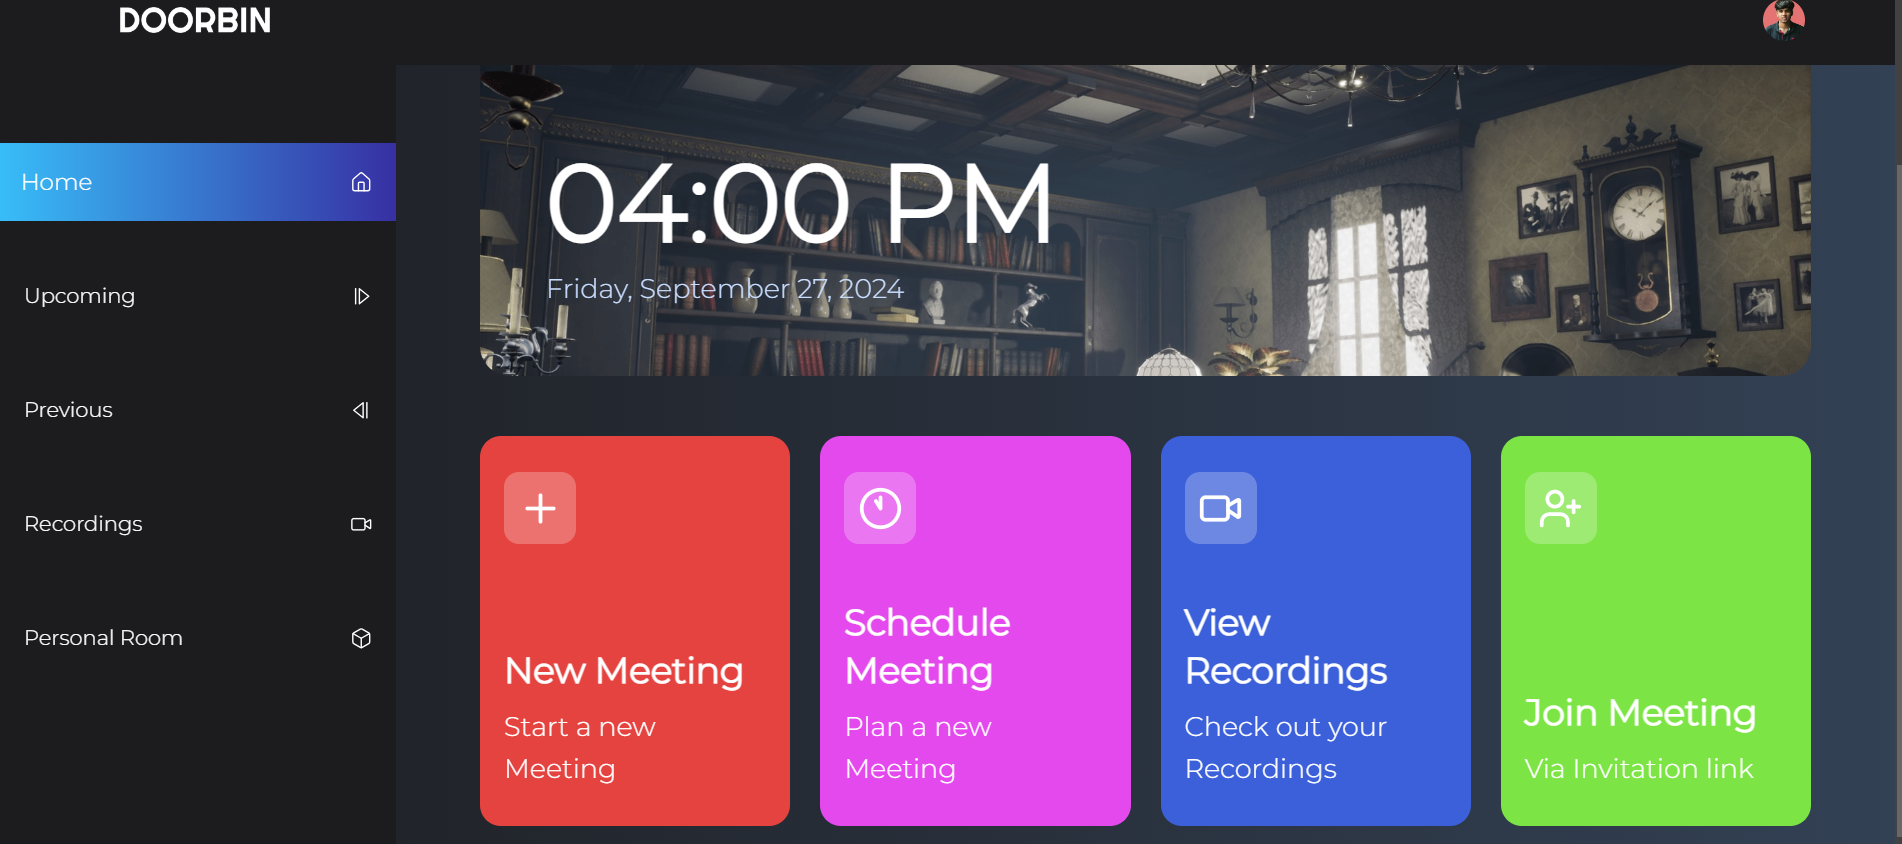 DOORBIN
Home
Upcoming
Previous
Recordings
Personal Room
04:00 PM
Friday, September 27, 2024
New Meeting
Start a new
Meeting
Schedule
Meeting
Plan a new
Meeting
View
Recordings
Check out your
Recordings
Join Meeting
Via Invitation link